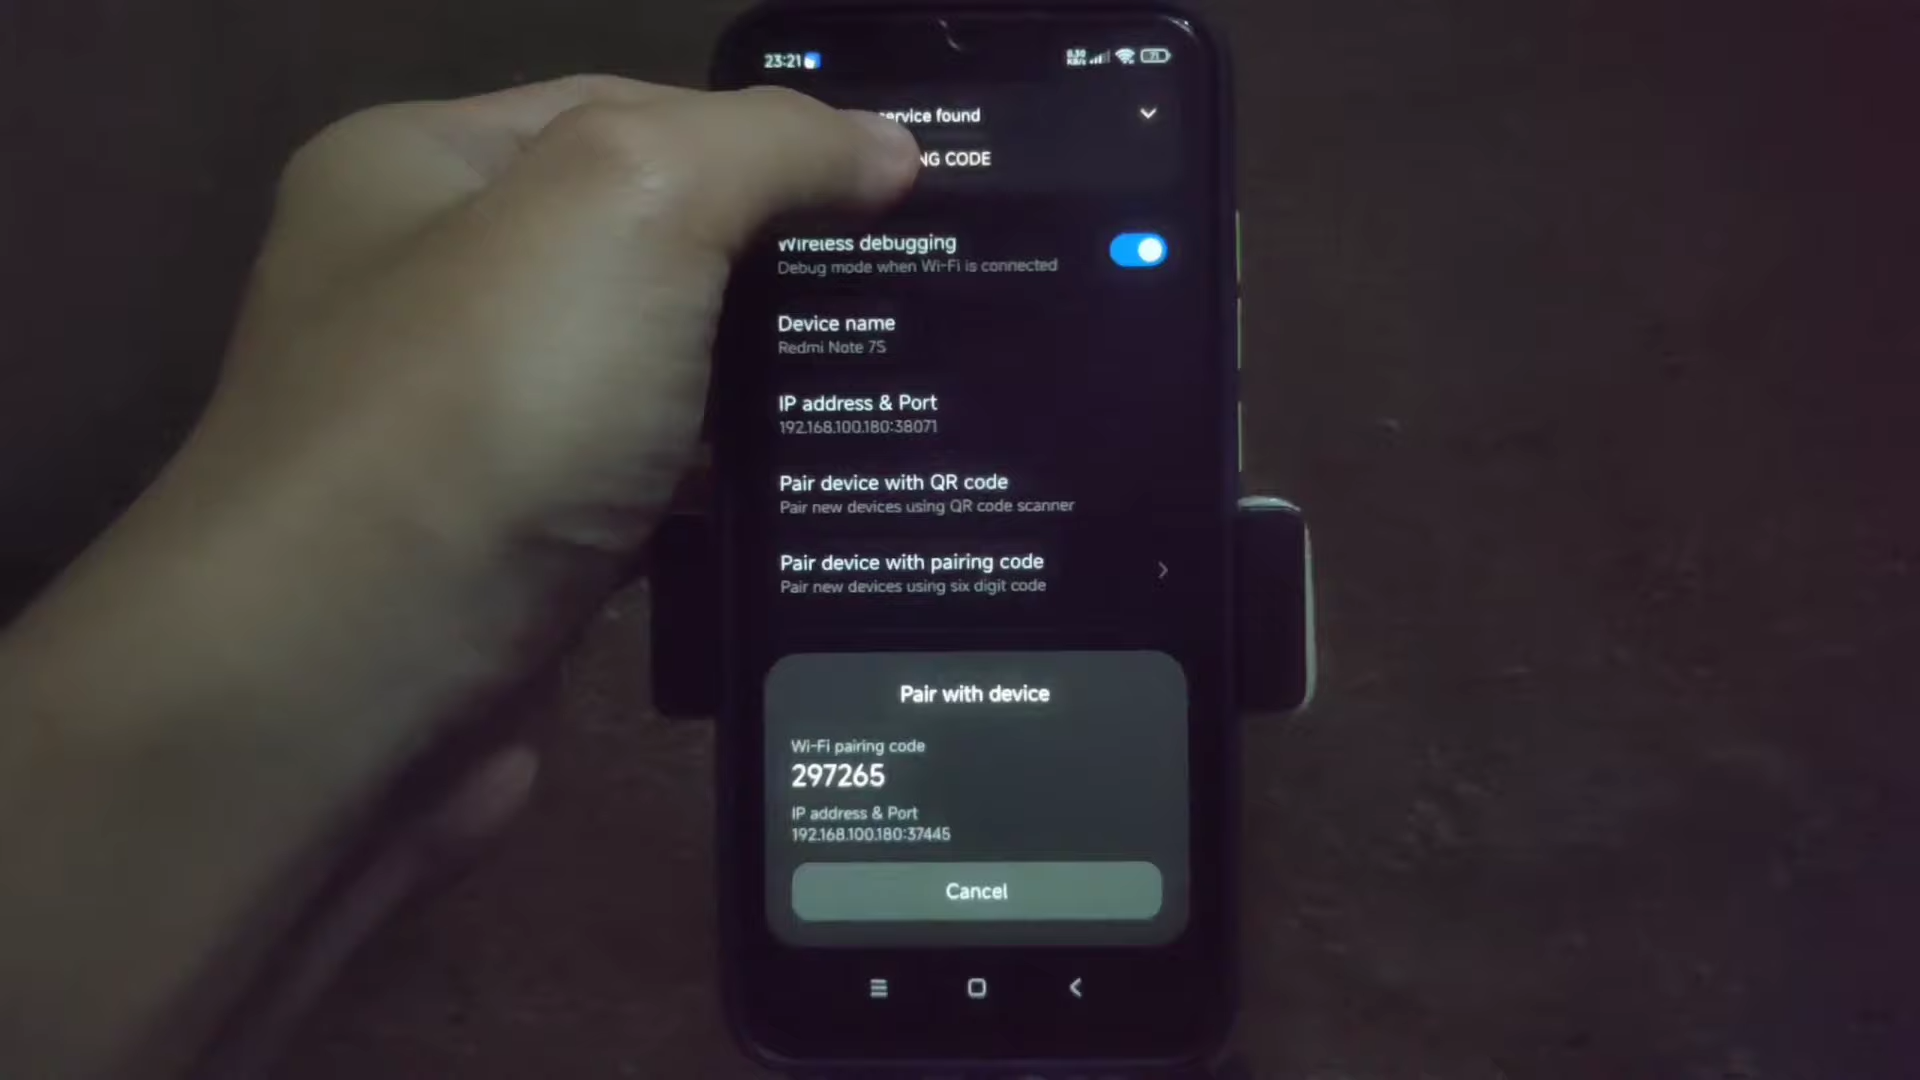 23:21
71
service found
NG CODE
Wireless debugging
Debug mode when Wi-Fi is connected
Device name
Redmi Note 7S
IP address & Port
192.168.100.180:38071
Pair device with QR code
Pair new devices using QR code scanner
Pair device with pairing code
Pair new devices using six digit code
Pair with device
Wi-Fi pairing code
297265
IP address & Port
192.168.100.180:37445
Cancel